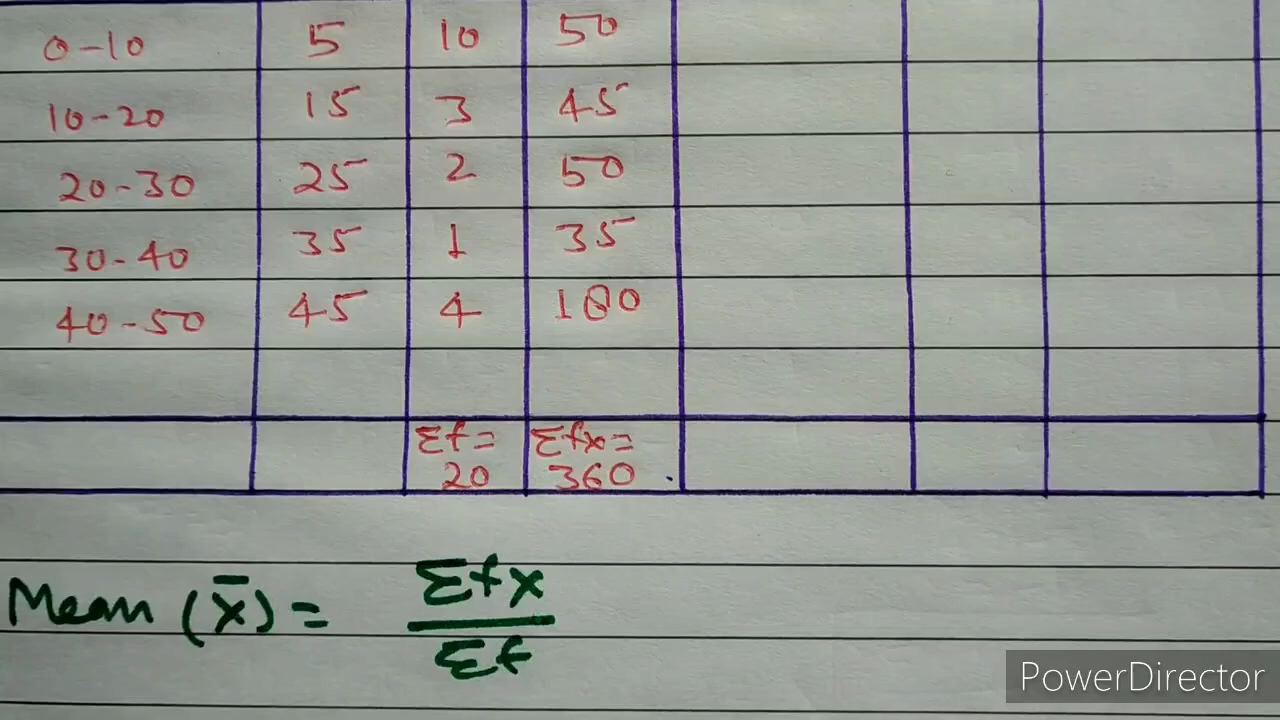 0-10 5 10 50
10-20 15 3 45
20-30 25 2 50
30-40 35 1 35
40-50 45 4 180
Σf= Σfx=
20 360.
Mean (x̄) = Σfx
Σf
PowerDirector